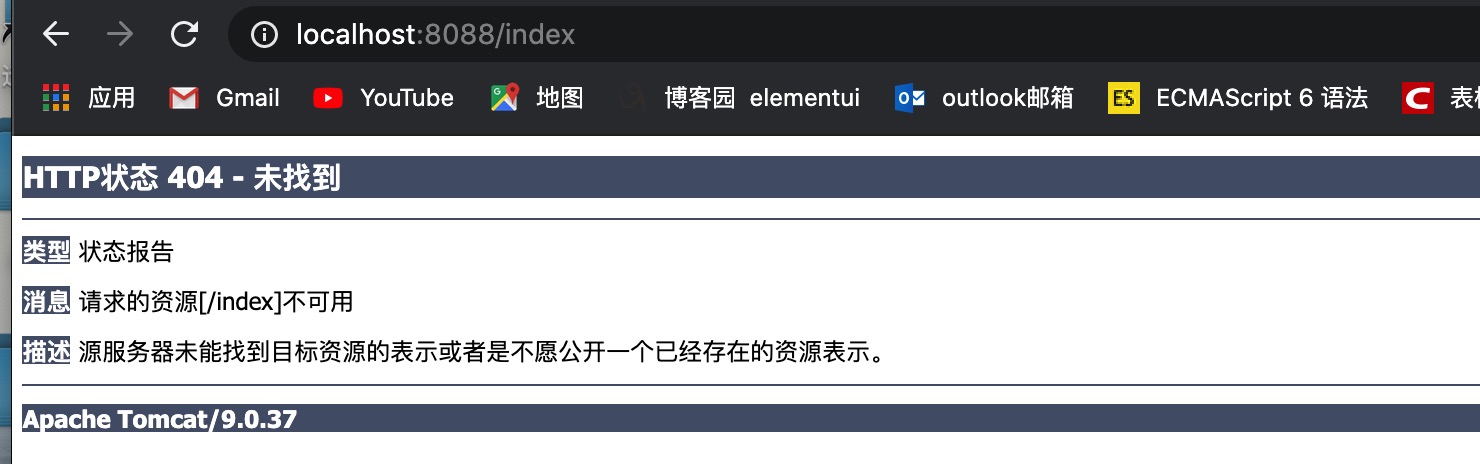 localhost:8088/index
应用 Gmail YouTube 地图 博客园 elementui outlook邮箱 ES ECMAScript 6 语法
HTTP状态 404 - 未找到
类型 状态报告
消息 请求的资源[/index]不可用
描述 源服务器未能找到目标资源的表示或者是不愿公开一个已经存在的资源表示。
Apache Tomcat/9.0.37